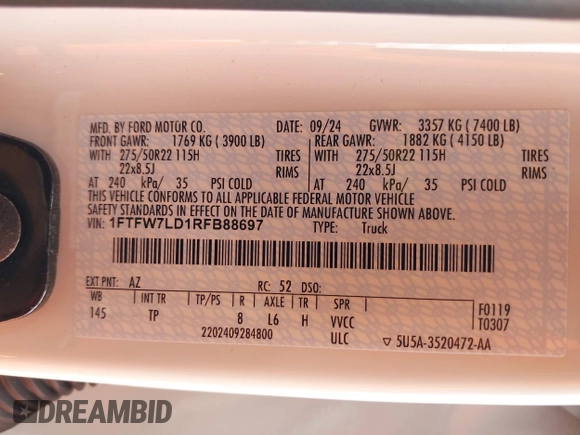 MFD. BY FORD MOTOR CO. DATE: 09/24 GVWR: 3357 KG ( 7400 LB)
FRONT GAWR: 1769 KG ( 3900 LB) REAR GAWR: 1882 KG ( 4150 LB)
WITH 275/50R22 115H TIRES WITH 275/50R22 115H TIRES
22x8.5J RIMS 22x8.5J RIMS
AT 240 kPa/ 35 PSI COLD AT 240 kPa/ 35 PSI COLD
THIS VEHICLE CONFORMS TO ALL APPLICABLE FEDERAL MOTOR VEHICLE
SAFETY STANDARDS IN EFFECT ON THE DATE OF MANUFACTURE SHOWN ABOVE.
VIN: 1FTFW7LD1RFB88697 TYPE: Truck
EXT PNT: AZ RC: 52 DSO:
WB INT TR TP/PS R AXLE TR SPR F0119
145 TP 8 L6 H VVCC T0307
2202409284800 ULC ▽ 5U5A-3520472-AA
DREAMBID